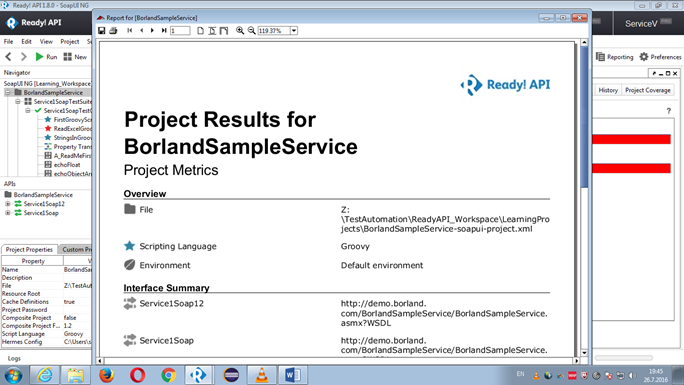 Ready! API 1.8.0 - SoapUI NG
Report for [BorlandSampleService]
Ready! API
ServiceV
File Edit View Project
1
119.37%
Run New
Reporting Preferences
Navigator
SoapUI NG [Learning_Workspace
BorlandSampleService
Service1SoapTestSuite
Service1SoapTestC
FirstGroovyScr
ReadExcelGroo
StringsInGroov
Property Trans
A_ReadMeFirs
echoFloat
echoObjectArr
History Project Coverage
?
Ready! API
Project Results for
BorlandSampleService
Project Metrics
Overview
File
Z:
\TestAutomation\ReadyAPI_Workspace\LearningPro
jects\BorlandSampleService-soapui-project.xml
Scripting Language Groovy
Environment Default environment
Interface Summary
Service1Soap12
http://demo.borland.
com/BorlandSampleService/BorlandSampleService.
asmx?WSDL
Service1Soap
http://demo.borland.
com/BorlandSampleService/BorlandSampleService.
APIs
BorlandSampleService
Service1Soap12
Service1Soap
Project Properties Custom Pr
Property
Name BorlandSam
Description
File Z:\TestAut
Resource Root
Cache Definitions true
Project Password
Composite Project false
Composite Project F... 1.2
Script Language Groovy
Hermes Config C:\Users\s
Logs
EN
19:45
26.7.2016